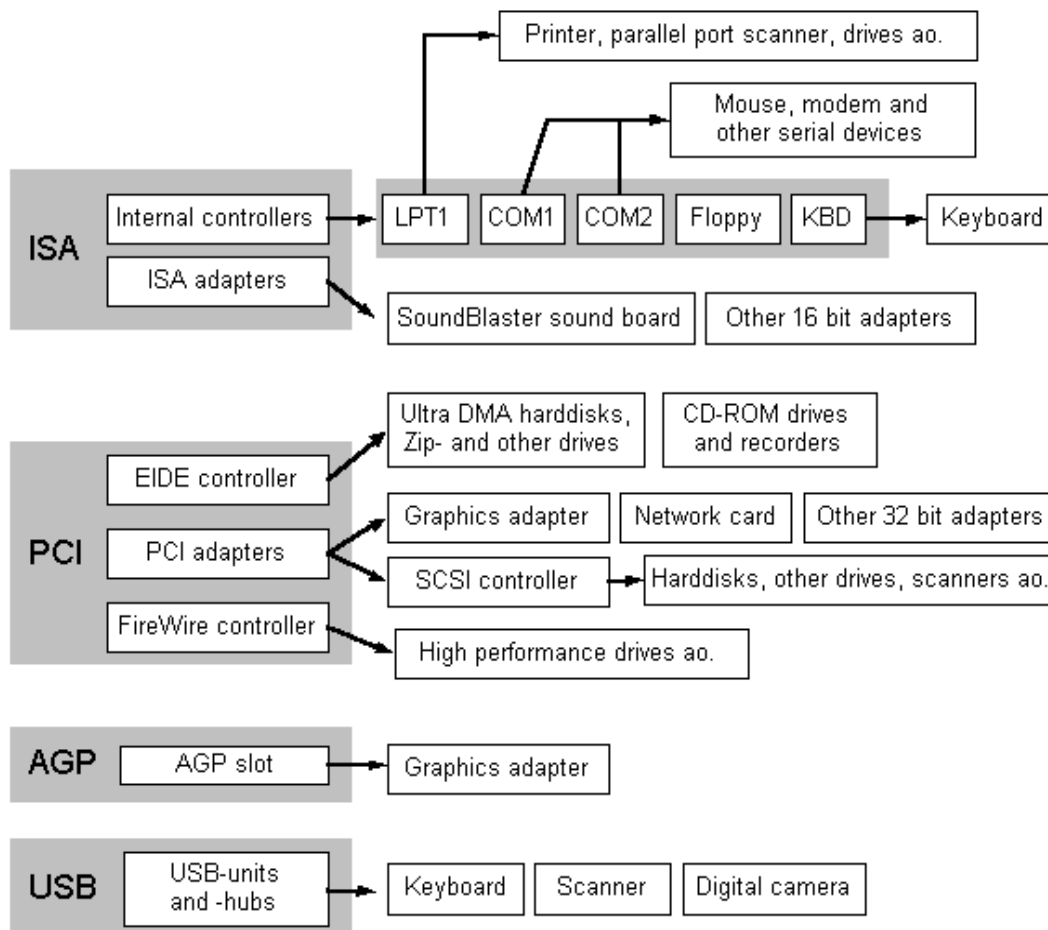 Printer, parallel port scanner, drives ao.
Mouse, modem and
other serial devices
ISA
Internal controllers
LPT1
COM1
COM2
Floppy
KBD
Keyboard
ISA adapters
SoundBlaster sound board
Other 16 bit adapters
PCI
EIDE controller
Ultra DMA harddisks,
Zip- and other drives
CD-ROM drives
and recorders
PCI adapters
Graphics adapter
Network card
Other 32 bit adapters
SCSI controller
Harddisks, other drives, scanners ao.
FireWire controller
High performance drives ao.
AGP
AGP slot
Graphics adapter
USB
USB-units
and -hubs
Keyboard
Scanner
Digital camera